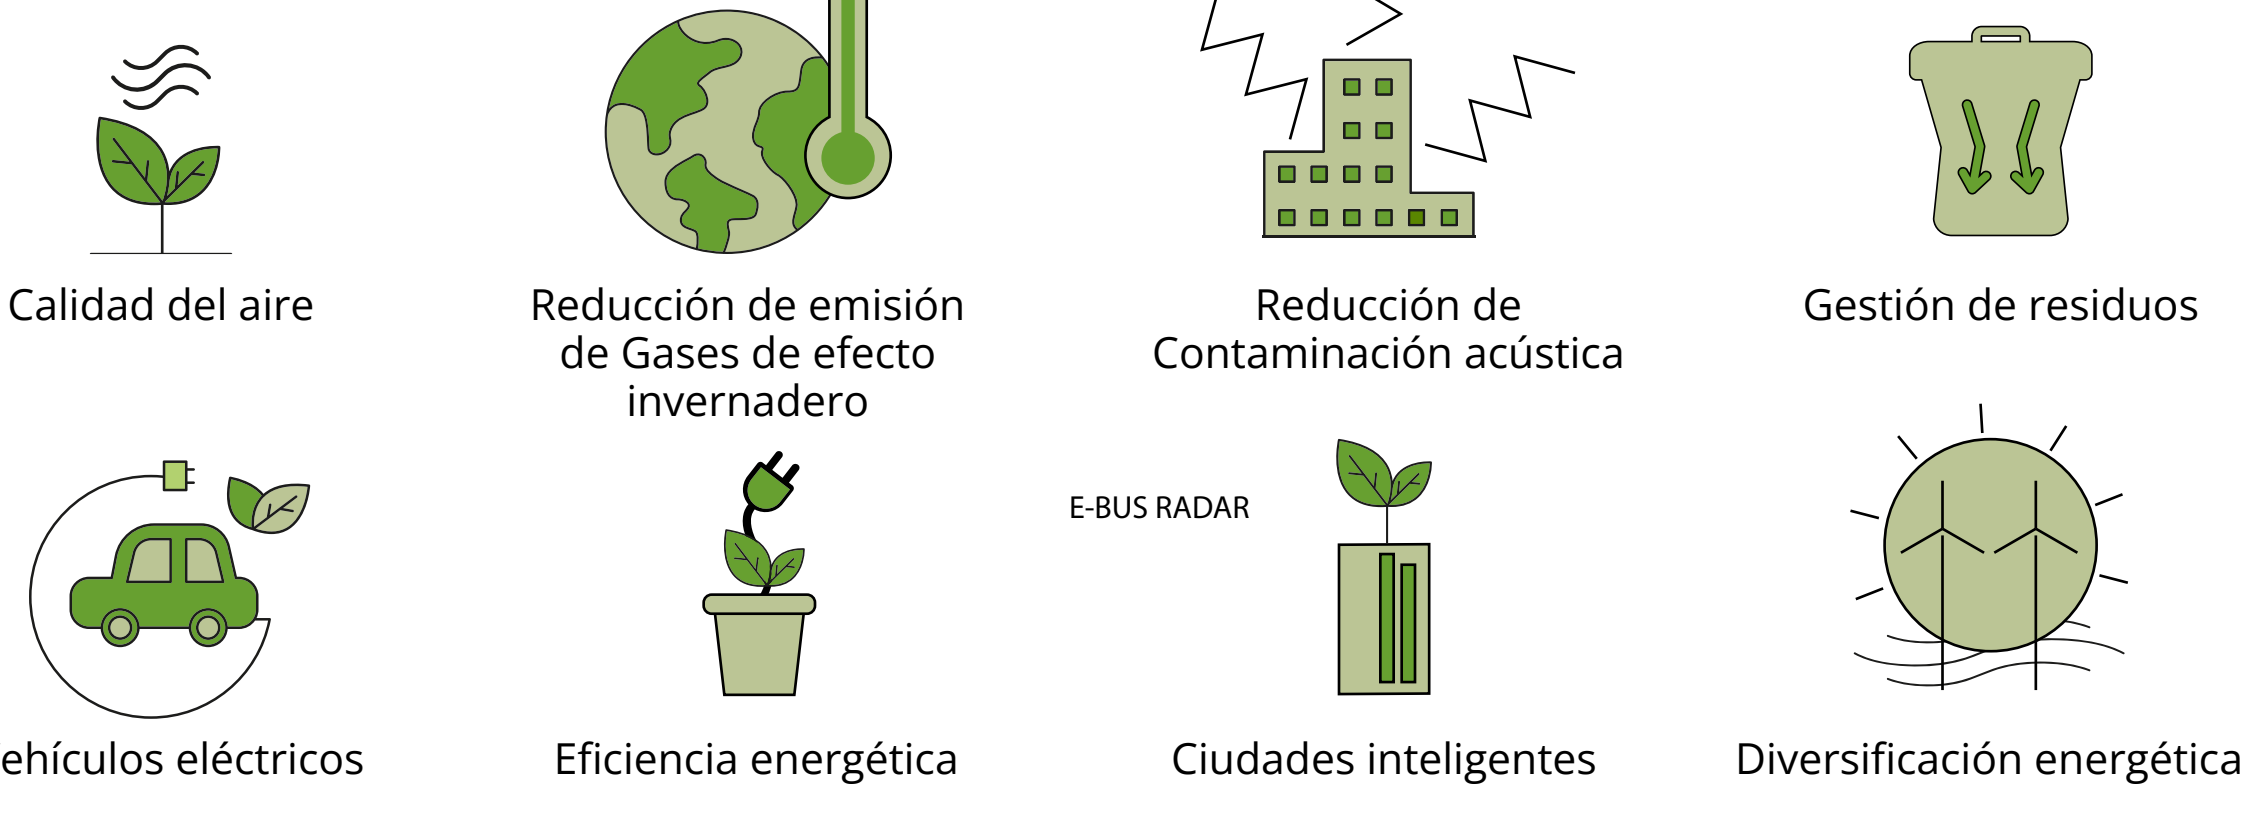 Calidad del aire
Reducción de emisión
de Gases de efecto
invernadero
Reducción de
Contaminación acústica
Gestión de residuos
E-BUS RADAR
ehículos eléctricos
Eficiencia energética
Ciudades inteligentes
Diversificación energética